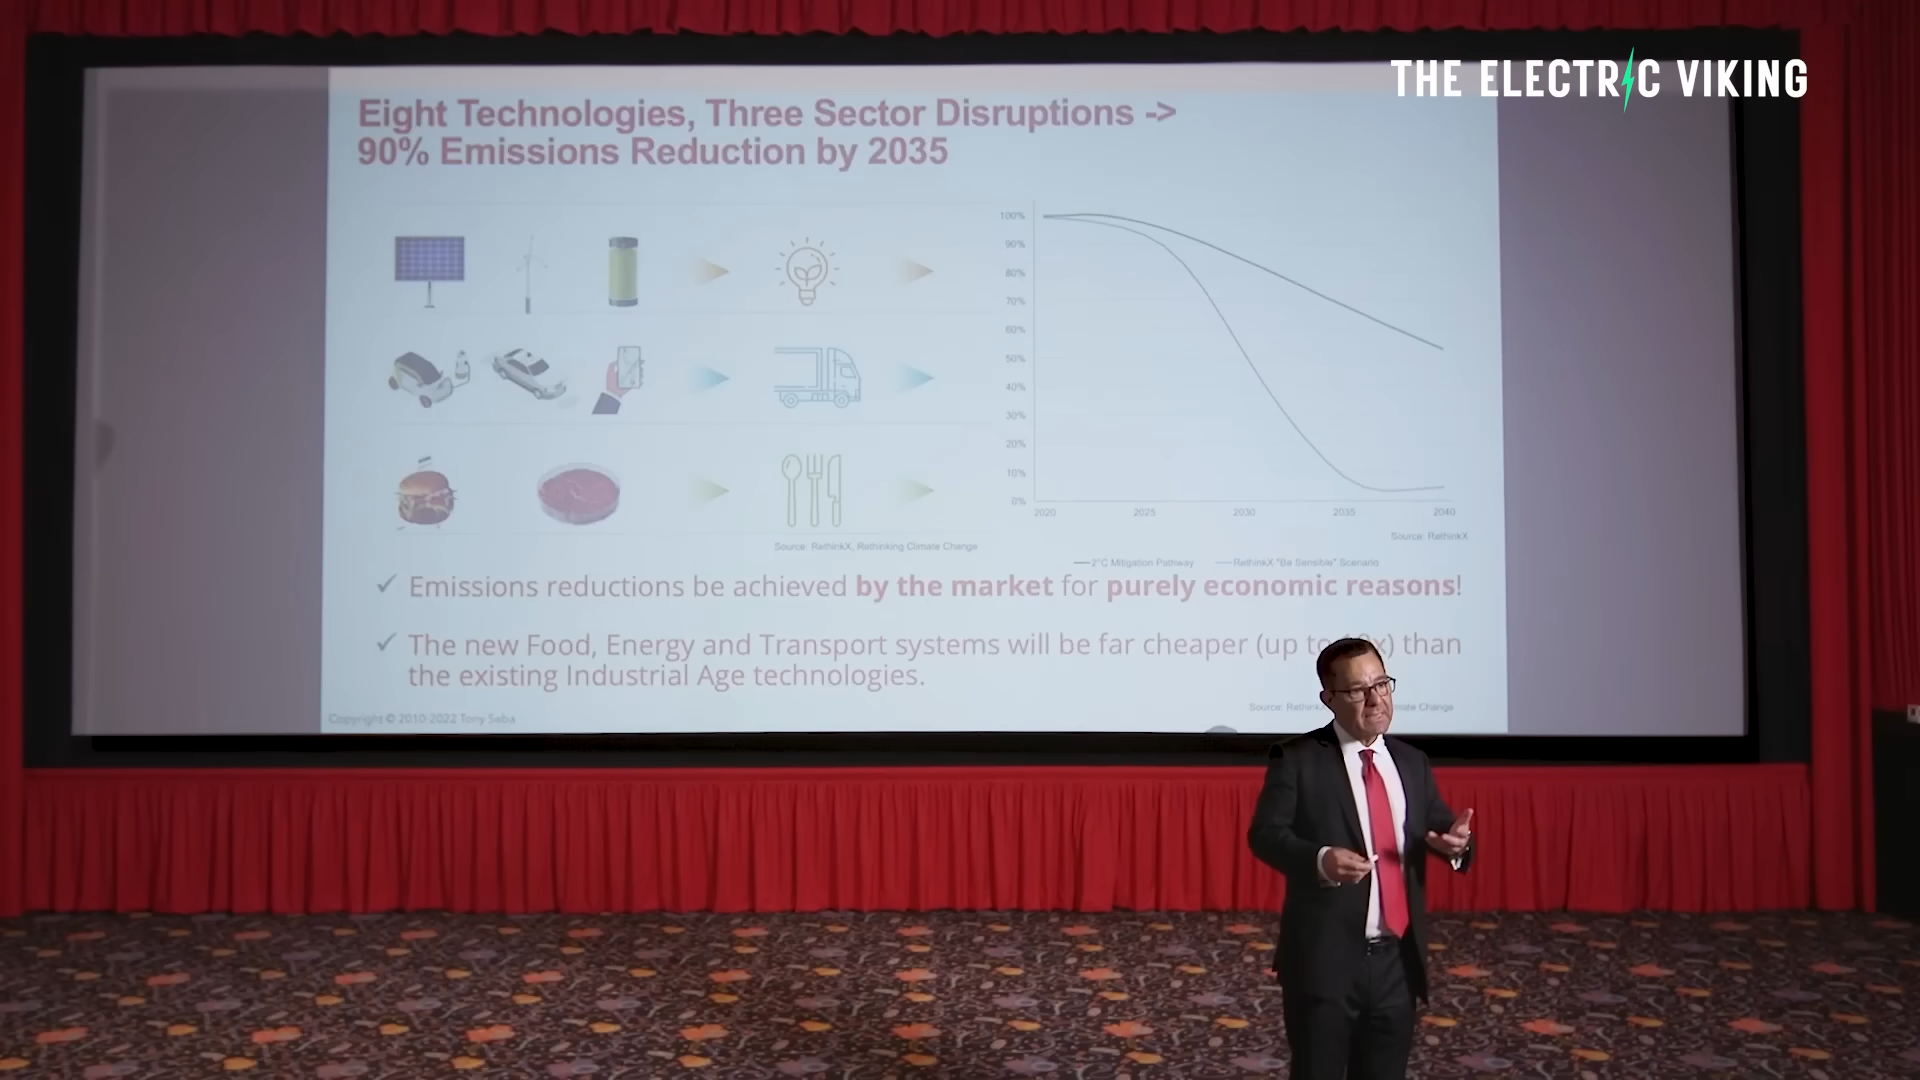 THE ELECTRIC VIKING
Eight Technologies, Three Sector Disruptions ->
90% Emissions Reduction by 2035
100%
90%
80%
70%
60%
50%
40%
30%
20%
10%
0%
2020 2025 2030 2035 2040
Source: RethinkX
Source: RethinkX, Rethinking Climate Change
2°C Mitigation Pathway RethinkX "Be Sensible" Scenario
✓ Emissions reductions be achieved by the market for purely economic reasons!
✓ The new Food, Energy and Transport systems will be far cheaper (up to x) than
the existing Industrial Age technologies.
Source: Climate Change
Copyright © 2010-2022 Tony Seba